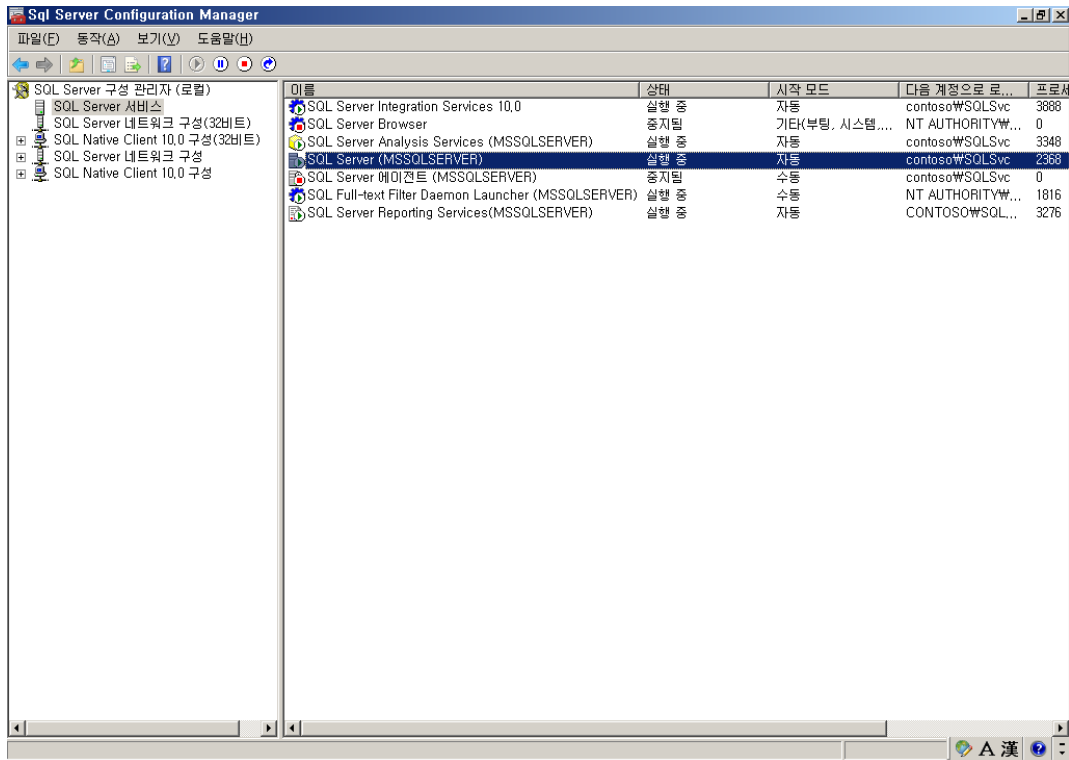 Sql Server Configuration Manager
파일(F) 동작(A) 보기(V) 도움말(H)
SQL Server 구성 관리자 (로컬)
SQL Server 서비스
SQL Server 네트워크 구성(32비트)
SQL Native Client 10,0 구성(32비트)
SQL Server 네트워크 구성
SQL Native Client 10,0 구성
이름 상태 시작 모드 다음 계정으로 로... 프로세
SQL Server Integration Services 10,0 실행 중 자동 contoso₩SQLSvc 3888
SQL Server Browser 중지됨 기타(부팅, 시스템,... NT AUTHORITY₩... 0
SQL Server Analysis Services (MSSQLSERVER) 실행 중 자동 contoso₩SQLSvc 3348
SQL Server (MSSQLSERVER) 실행 중 자동 contoso₩SQLSvc 2368
SQL Server 에이전트 (MSSQLSERVER) 중지됨 수동 contoso₩SQLSvc 0
SQL Full-text Filter Daemon Launcher (MSSQLSERVER) 실행 중 수동 NT AUTHORITY₩... 1816
SQL Server Reporting Services(MSSQLSERVER) 실행 중 자동 CONTOSO₩SQL... 3276
A 漢